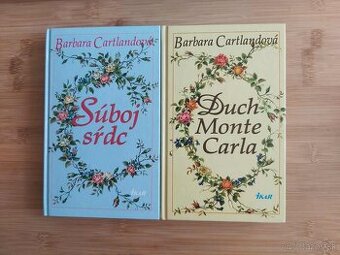 Barbara Cartlandová
Súboj
sŕdc
IKAR
Barbara Cartlandová
Duch
Monte
Carla
IKAR